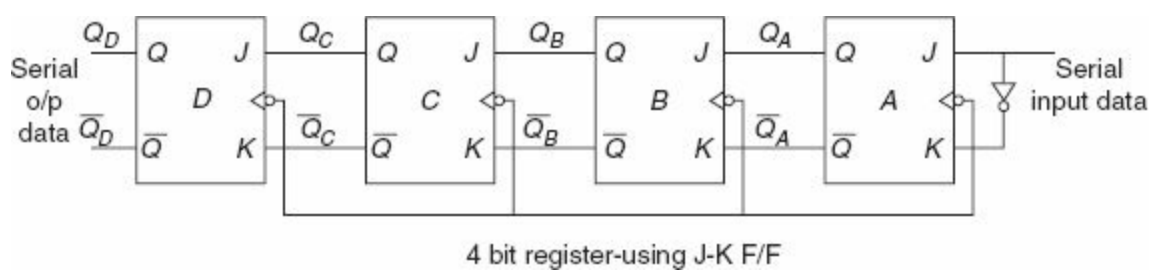 Q_D Q J Q_C Q J Q_B Q J Q_A Q J
Serial
o/p
data
D C B A
Serial
input data
Q̅_D Q̅ K Q̅_C Q̅ K Q̅_B Q̅ K Q̅_A Q̅ K
4 bit register-using J-K F/F